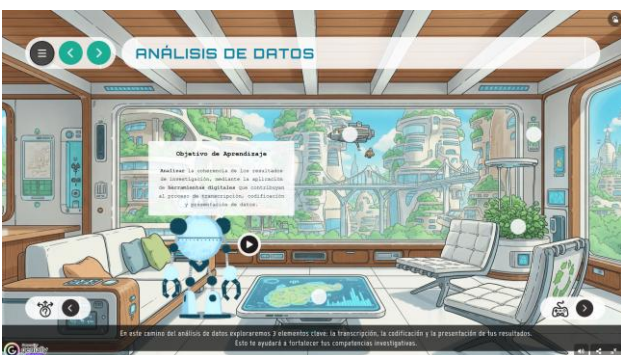 ANÁLISIS DE DATOS
Objetivo de Aprendizaje
Analizar la coherencia de los resultados
de investigación, mediante la aplicación
de herramientas digitales que contribuyan
al proceso de transcripción, codificación
y presentación de datos.
En este camino del análisis de datos exploraremos 3 elementos clave: la transcripción, la codificación y la presentación de tus resultados.
Esto te ayudará a fortalecer tus competencias investigativas.
genially